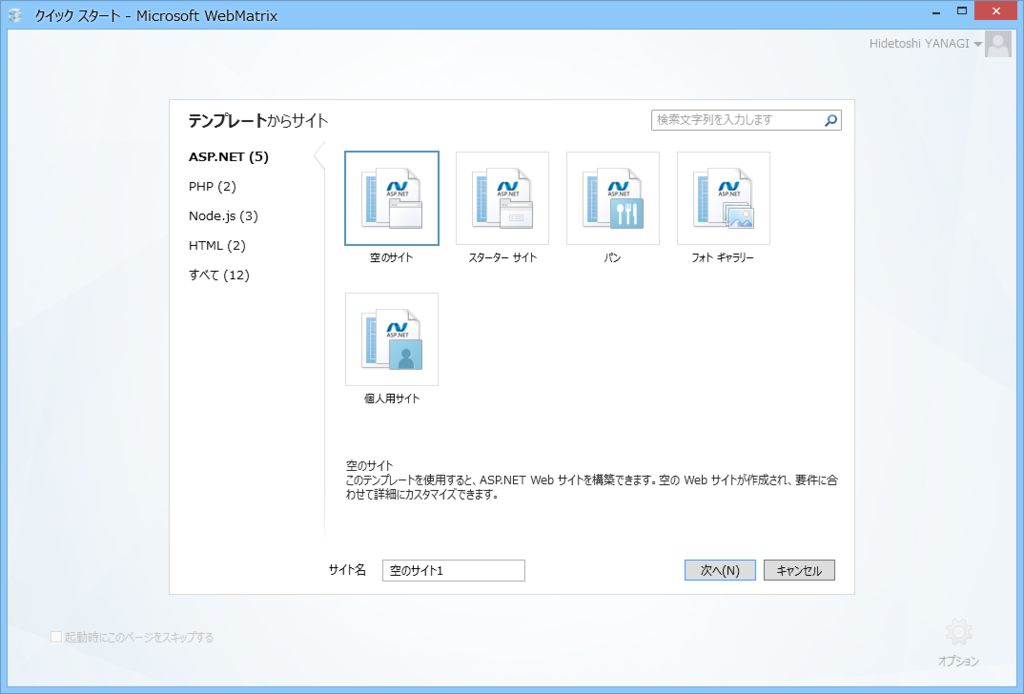 クイック スタート - Microsoft WebMatrix
Hidetoshi YANAGI
テンプレートからサイト
検索文字列を入力します
ASP.NET (5)
PHP (2)
Node.js (3)
HTML (2)
すべて (12)
ASP.NET
ASP.NET
ASP.NET
ASP.NET
空のサイト
スターター サイト
パン
フォト ギャラリー
ASP.NET
個人用サイト
空のサイト
このテンプレートを使用すると、ASP.NET Web サイトを構築できます。空の Web サイトが作成され、要件に合
わせて詳細にカスタマイズできます。
サイト名
空のサイト1
次へ(N)
キャンセル
起動時にこのページをスキップする
オプション